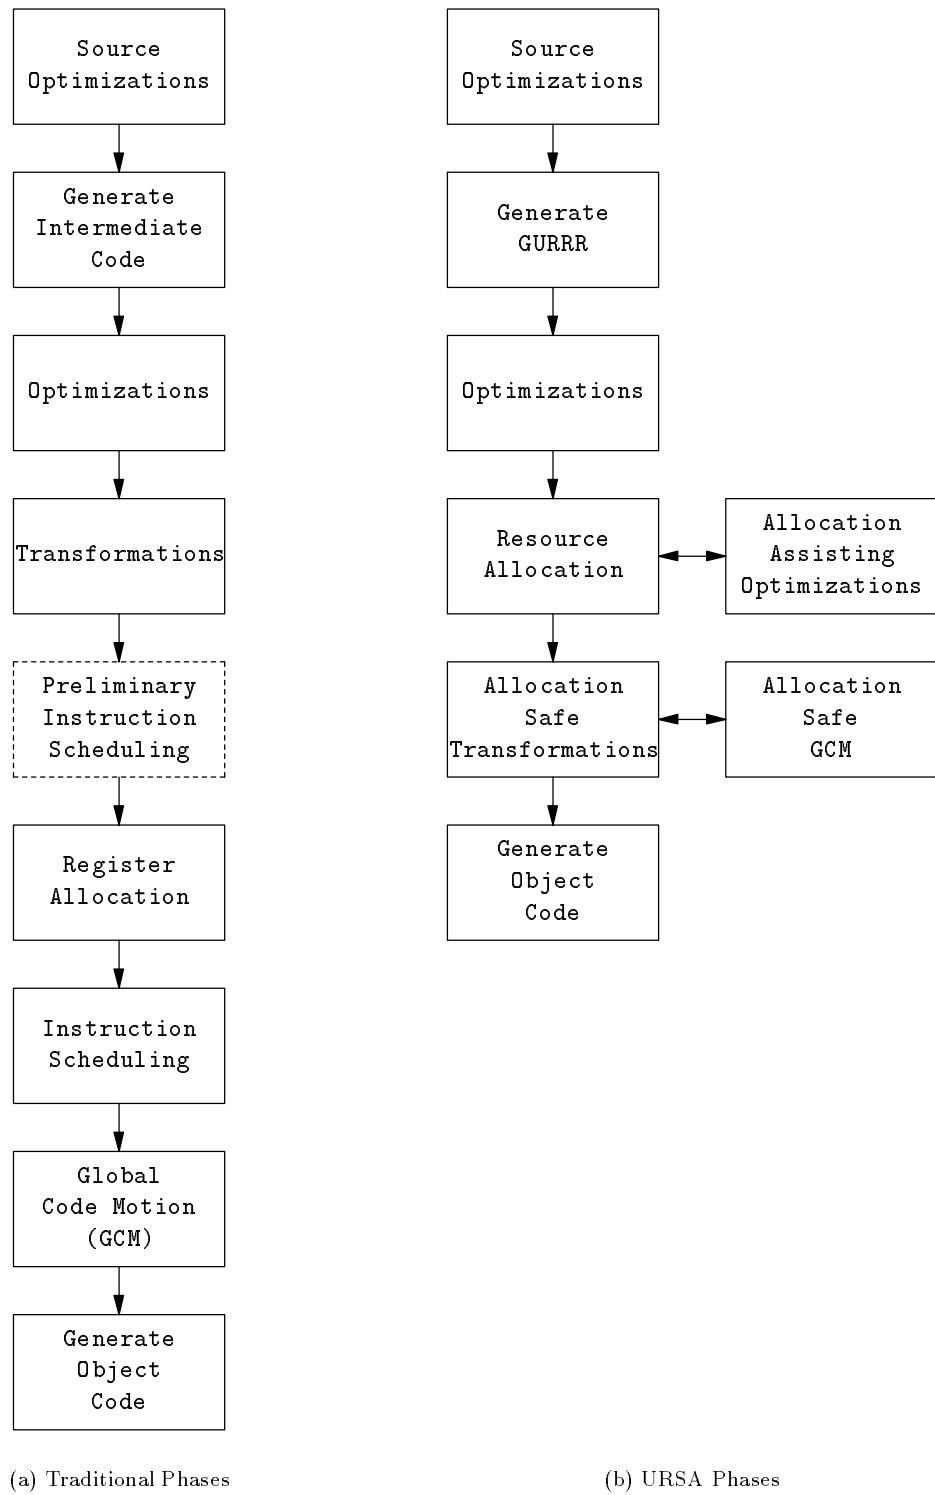 Source
Optimizations
Generate
Intermediate
Code
Optimizations
Transformations
Preliminary
Instruction
Scheduling
Register
Allocation
Instruction
Scheduling
Global
Code Motion
(GCM)
Generate
Object
Code
(a) Traditional Phases
Source
Optimizations
Generate
GURRR
Optimizations
Resource
Allocation
Allocation
Assisting
Optimizations
Allocation
Safe
Transformations
Allocation
Safe
GCM
Generate
Object
Code
(b) URSA Phases